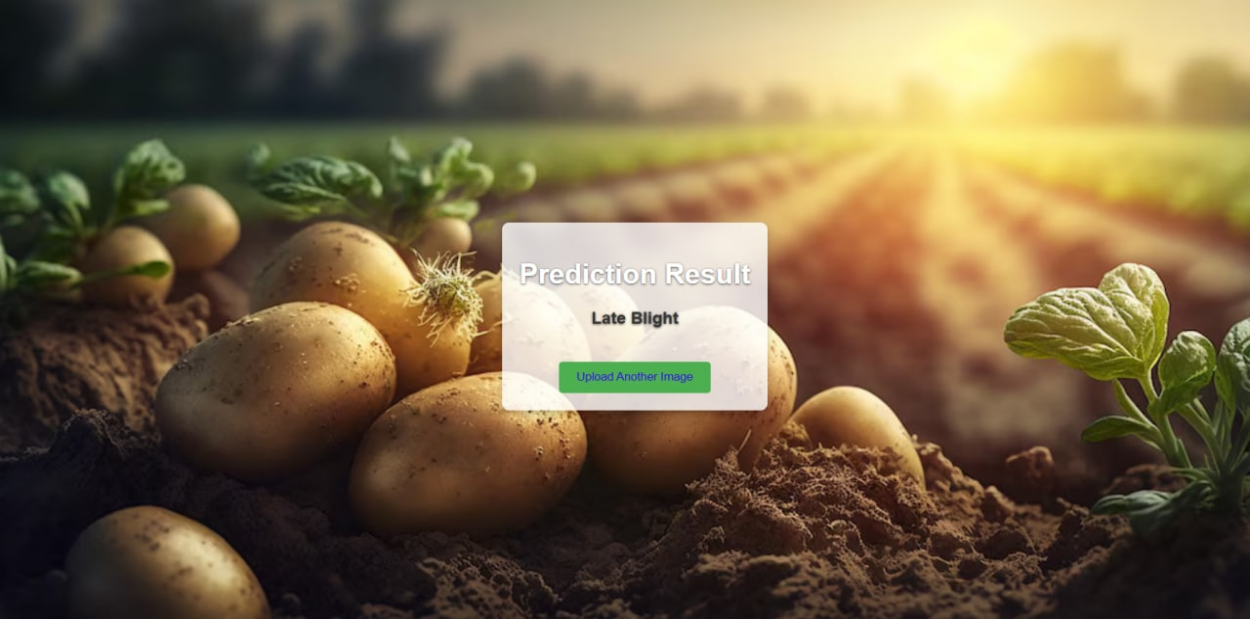 Prediction Result
Late Blight
Upload Another Image